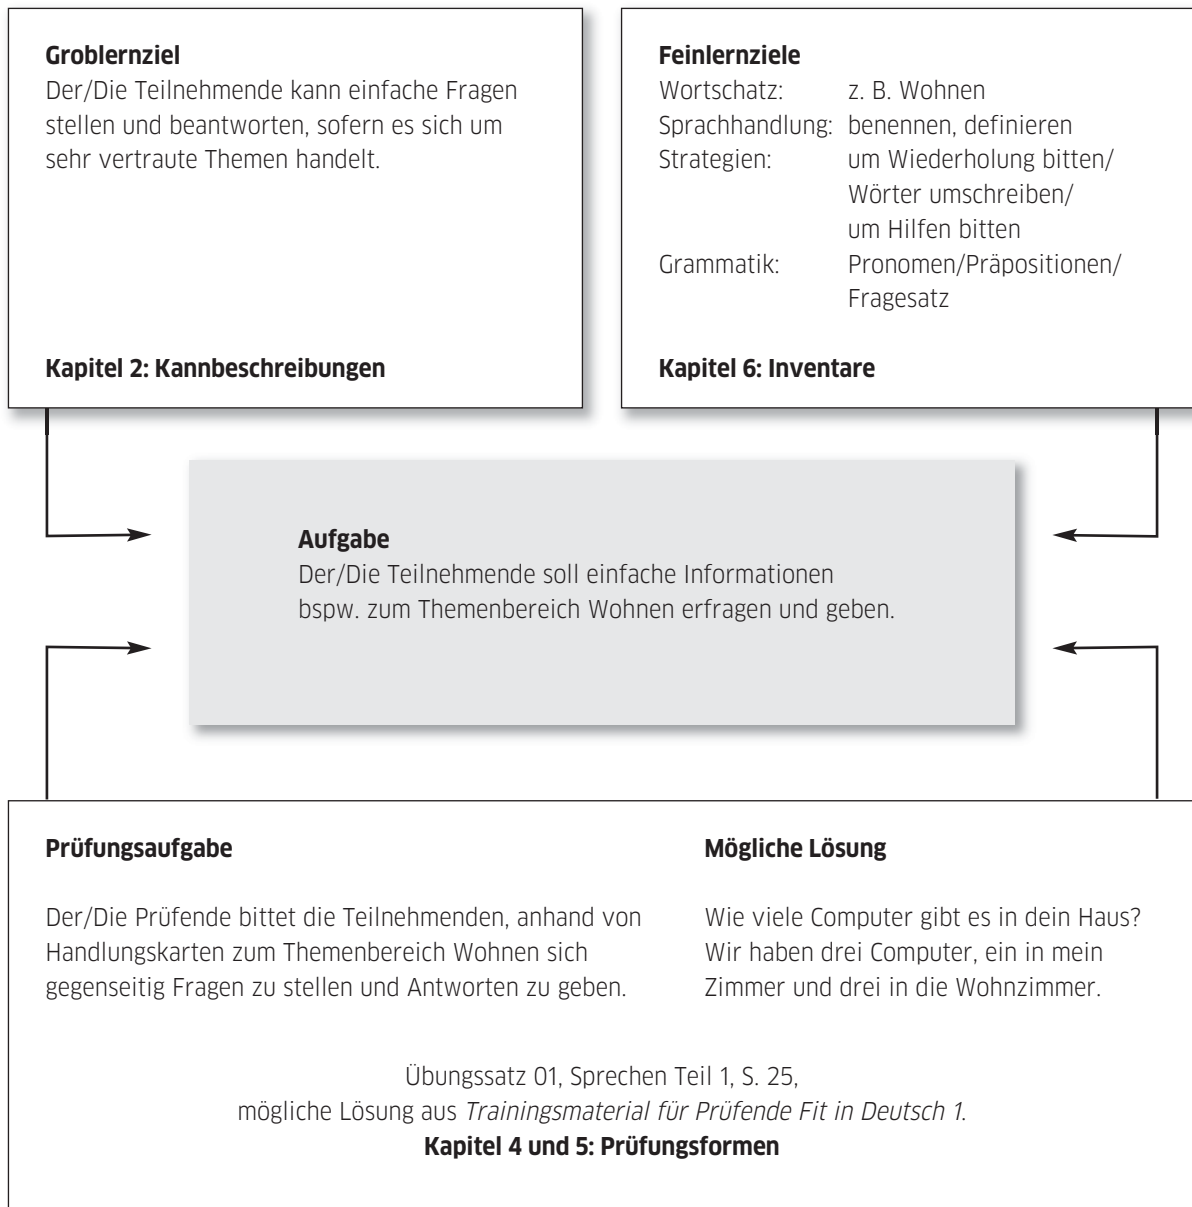 Groblernziel
Der/Die Teilnehmende kann einfache Fragen
stellen und beantworten, sofern es sich um
sehr vertraute Themen handelt.
Kapitel 2: Kannbeschreibungen
Feinlernziele
Wortschatz: z. B. Wohnen
Sprachhandlung: benennen, definieren
Strategien: um Wiederholung bitten/
Wörter umschreiben/
um Hilfen bitten
Grammatik: Pronomen/Präpositionen/
Fragesatz
Kapitel 6: Inventare
Aufgabe
Der/Die Teilnehmende soll einfache Informationen
bspw. zum Themenbereich Wohnen erfragen und geben.
Prüfungsaufgabe
Der/Die Prüfende bittet die Teilnehmenden, anhand von
Handlungskarten zum Themenbereich Wohnen sich
gegenseitig Fragen zu stellen und Antworten zu geben.
Mögliche Lösung
Wie viele Computer gibt es in dein Haus?
Wir haben drei Computer, ein in mein
Zimmer und drei in die Wohnzimmer.
Übungssatz 01, Sprechen Teil 1, S. 25,
mögliche Lösung aus Trainingsmaterial für Prüfende Fit in Deutsch 1.
Kapitel 4 und 5: Prüfungsformen